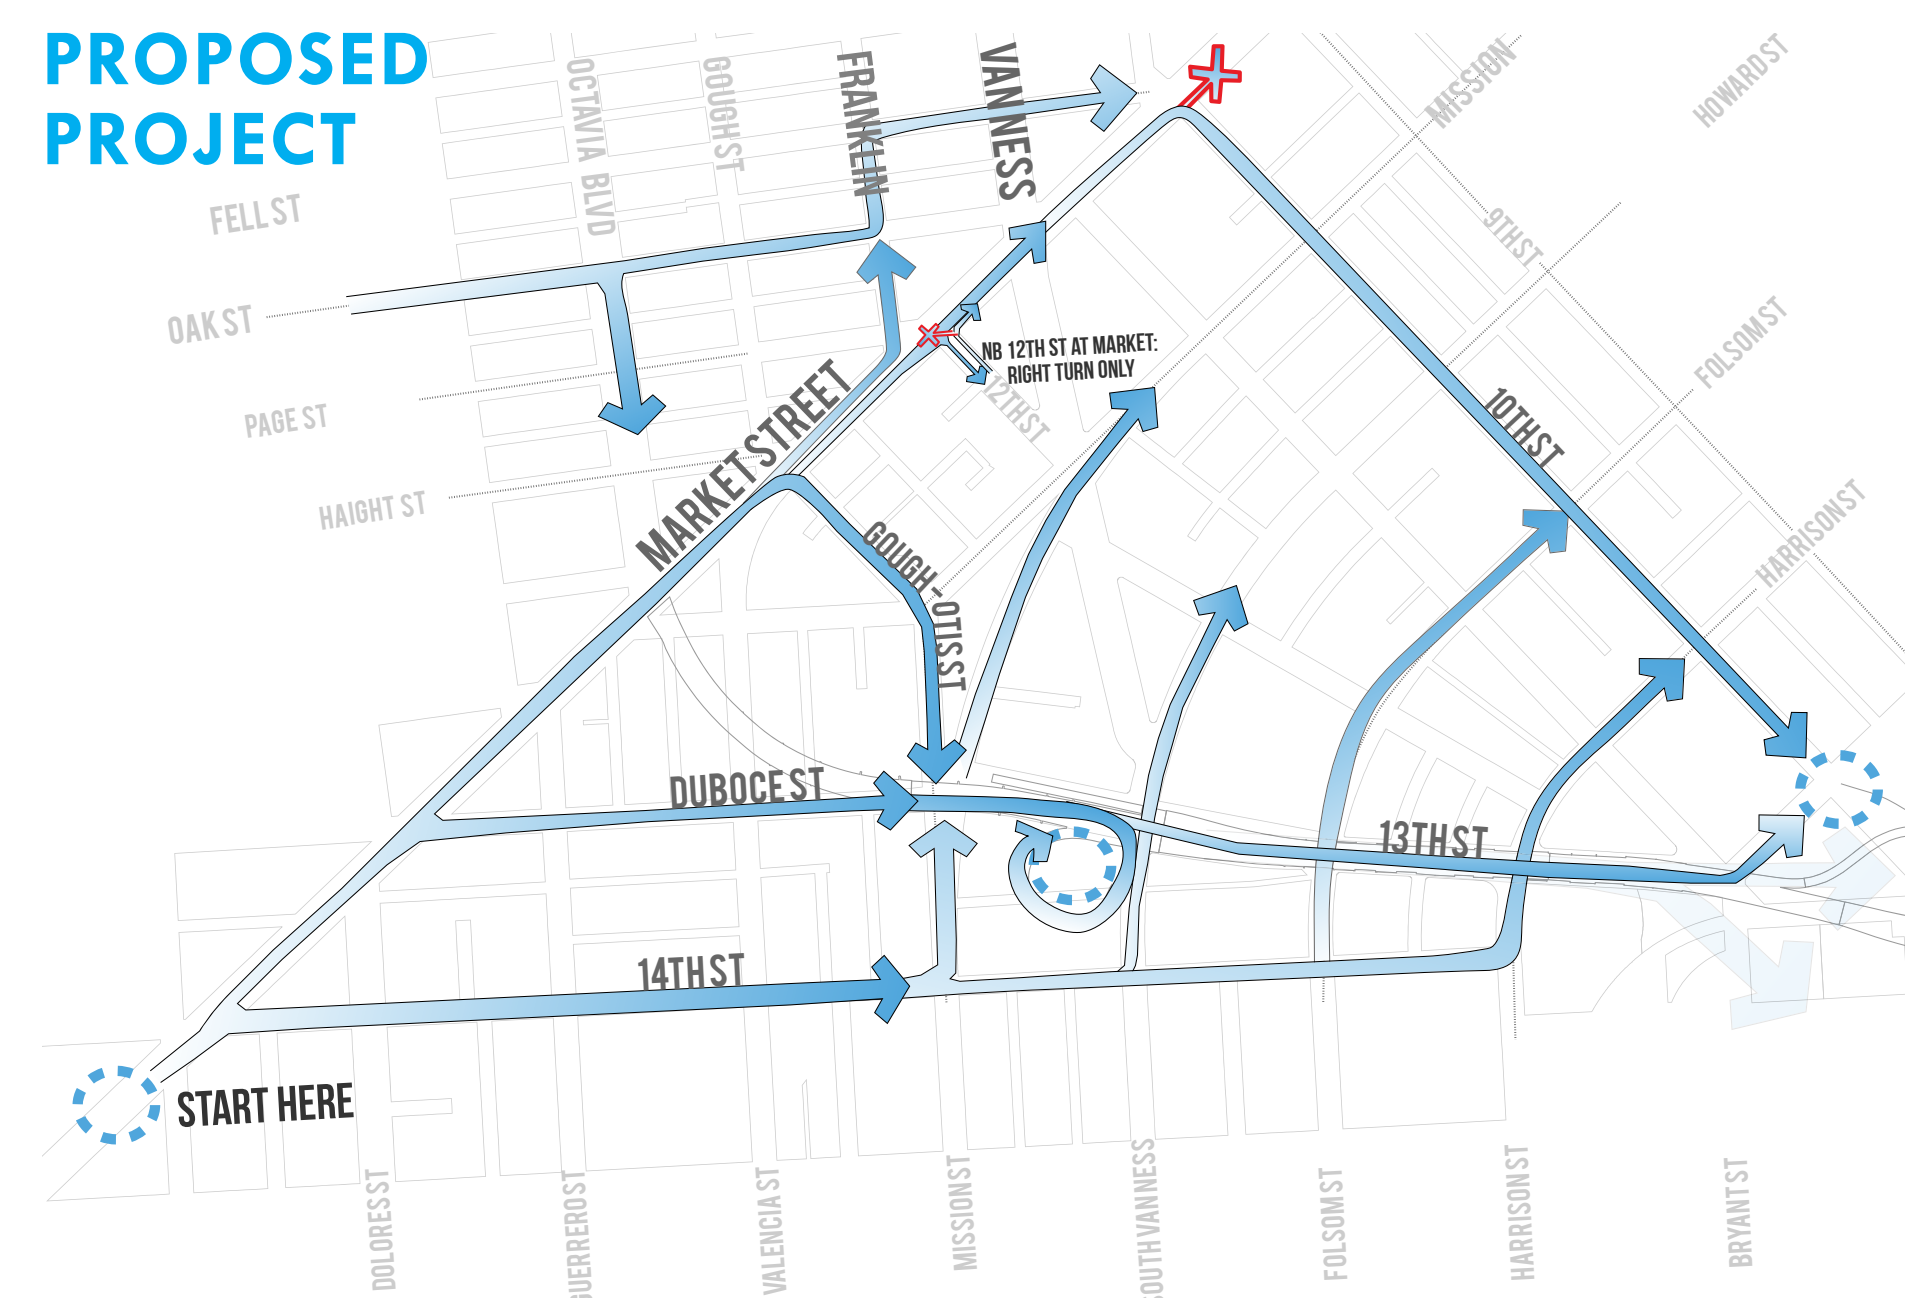 PROPOSED
PROJECT
OCTAVIA BLVD
GOUGH ST
FRANKLIN
VAN NESS
MISSION
HOWARD ST
FELL ST
9TH ST
OAK ST
NB 12TH ST AT MARKET:
RIGHT TURN ONLY
12TH ST
FOLSOM ST
PAGE ST
MARKET STREET
10TH ST
HAIGHT ST
HARRISON ST
GOUGH-OTIS ST
DUBOCE ST
13TH ST
14TH ST
START HERE
DOLORES ST
GUERRERO ST
VALENCIA ST
MISSION ST
SOUTH VAN NESS
FOLSOM ST
HARRISON ST
BRYANT ST